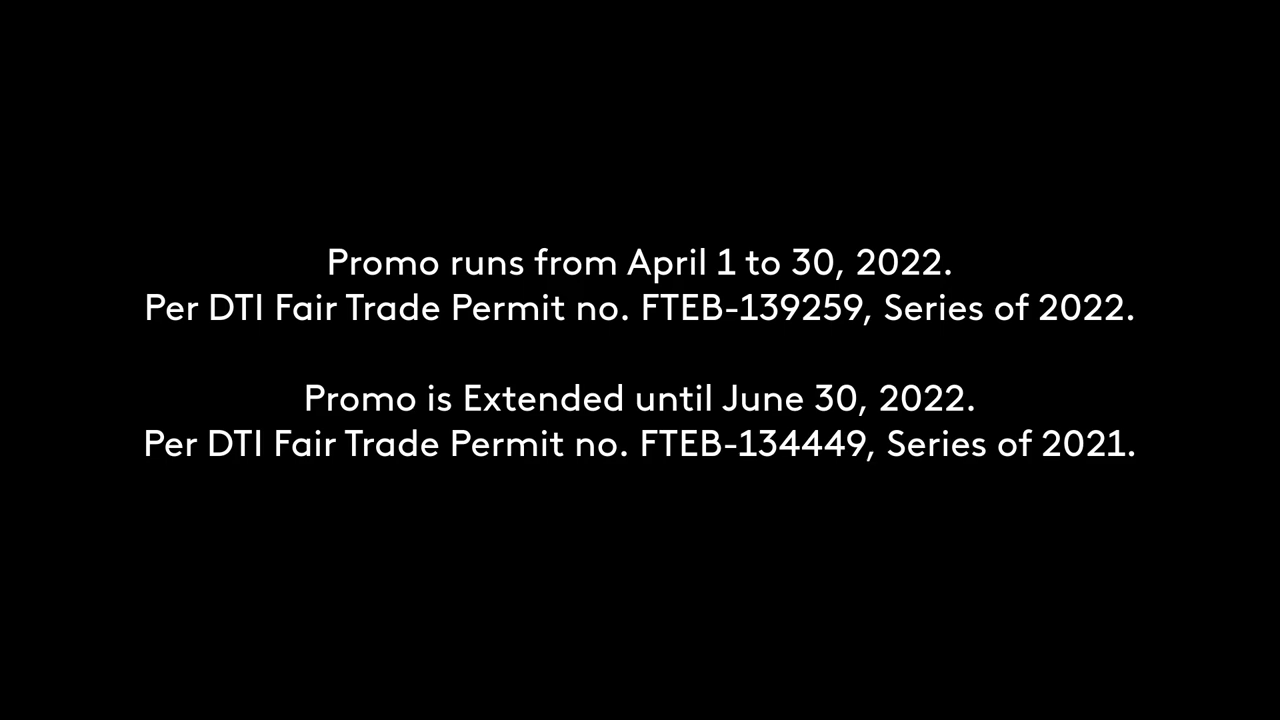 Promo runs from April 1 to 30, 2022.
Per DTI Fair Trade Permit no. FTEB-139259, Series of 2022.
Promo is Extended until June 30, 2022.
Per DTI Fair Trade Permit no. FTEB-134449, Series of 2021.